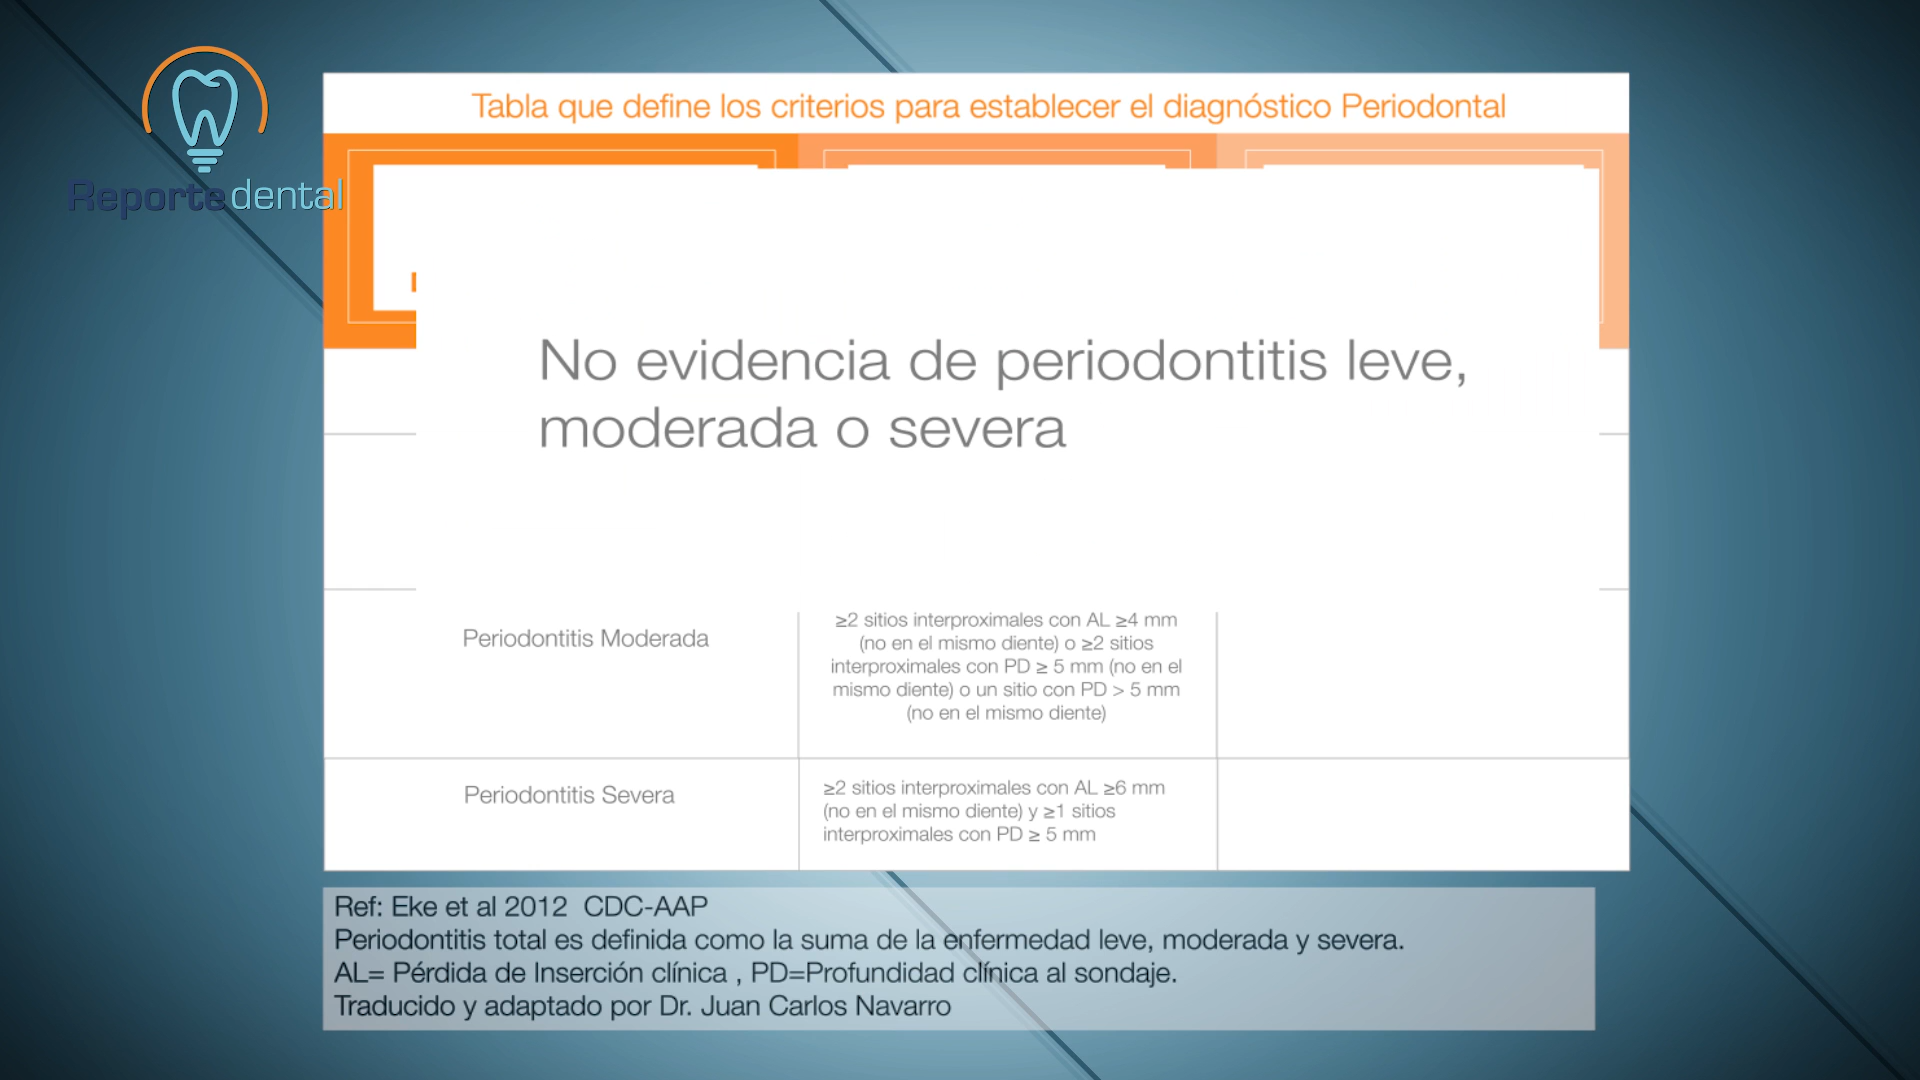 Reportedental
Tabla que define los criterios para establecer el diagnóstico Periodontal
No evidencia de periodontitis leve,
moderada o severa
Periodontitis Moderada
≥2 sitios interproximales con AL ≥4 mm
(no en el mismo diente) o ≥2 sitios
interproximales con PD ≥ 5 mm (no en el
mismo diente) o un sitio con PD > 5 mm
(no en el mismo diente)
Periodontitis Severa
≥2 sitios interproximales con AL ≥6 mm
(no en el mismo diente) y ≥1 sitios
interproximales con PD ≥ 5 mm
Ref: Eke et al 2012 CDC-AAP
Periodontitis total es definida como la suma de la enfermedad leve, moderada y severa.
AL= Pérdida de Inserción clínica , PD=Profundidad clínica al sondaje.
Traducido y adaptado por Dr. Juan Carlos Navarro